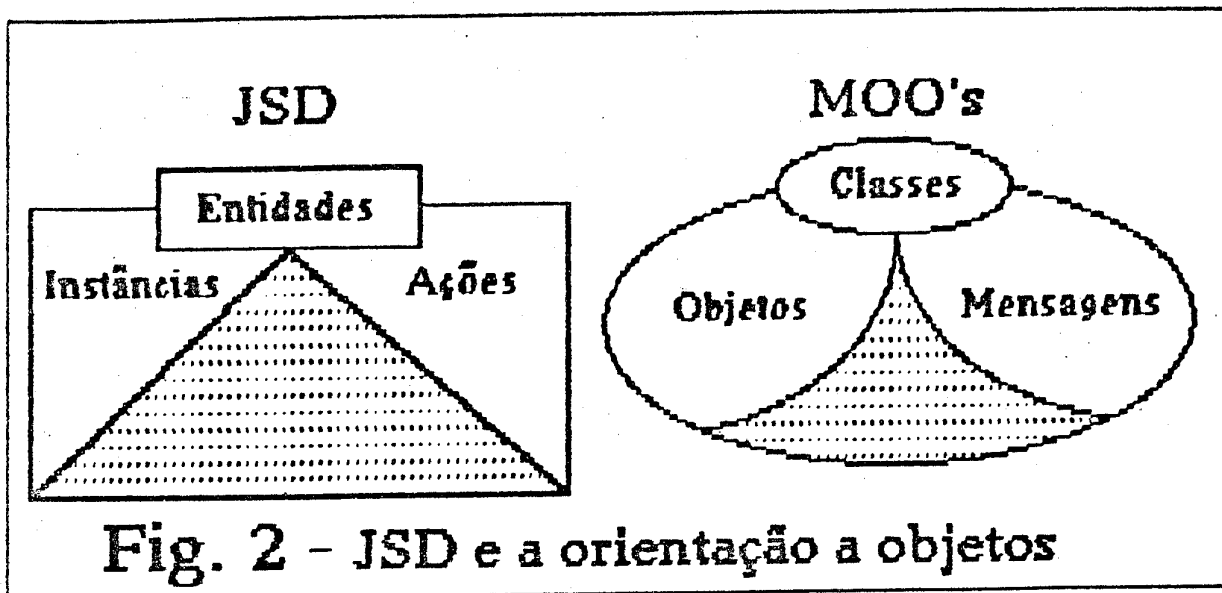 JSD
MOO's
Entidades
Classes
Instâncias
Ações
Objetos
Mensagens
Fig. 2 - JSD e a orientação a objetos